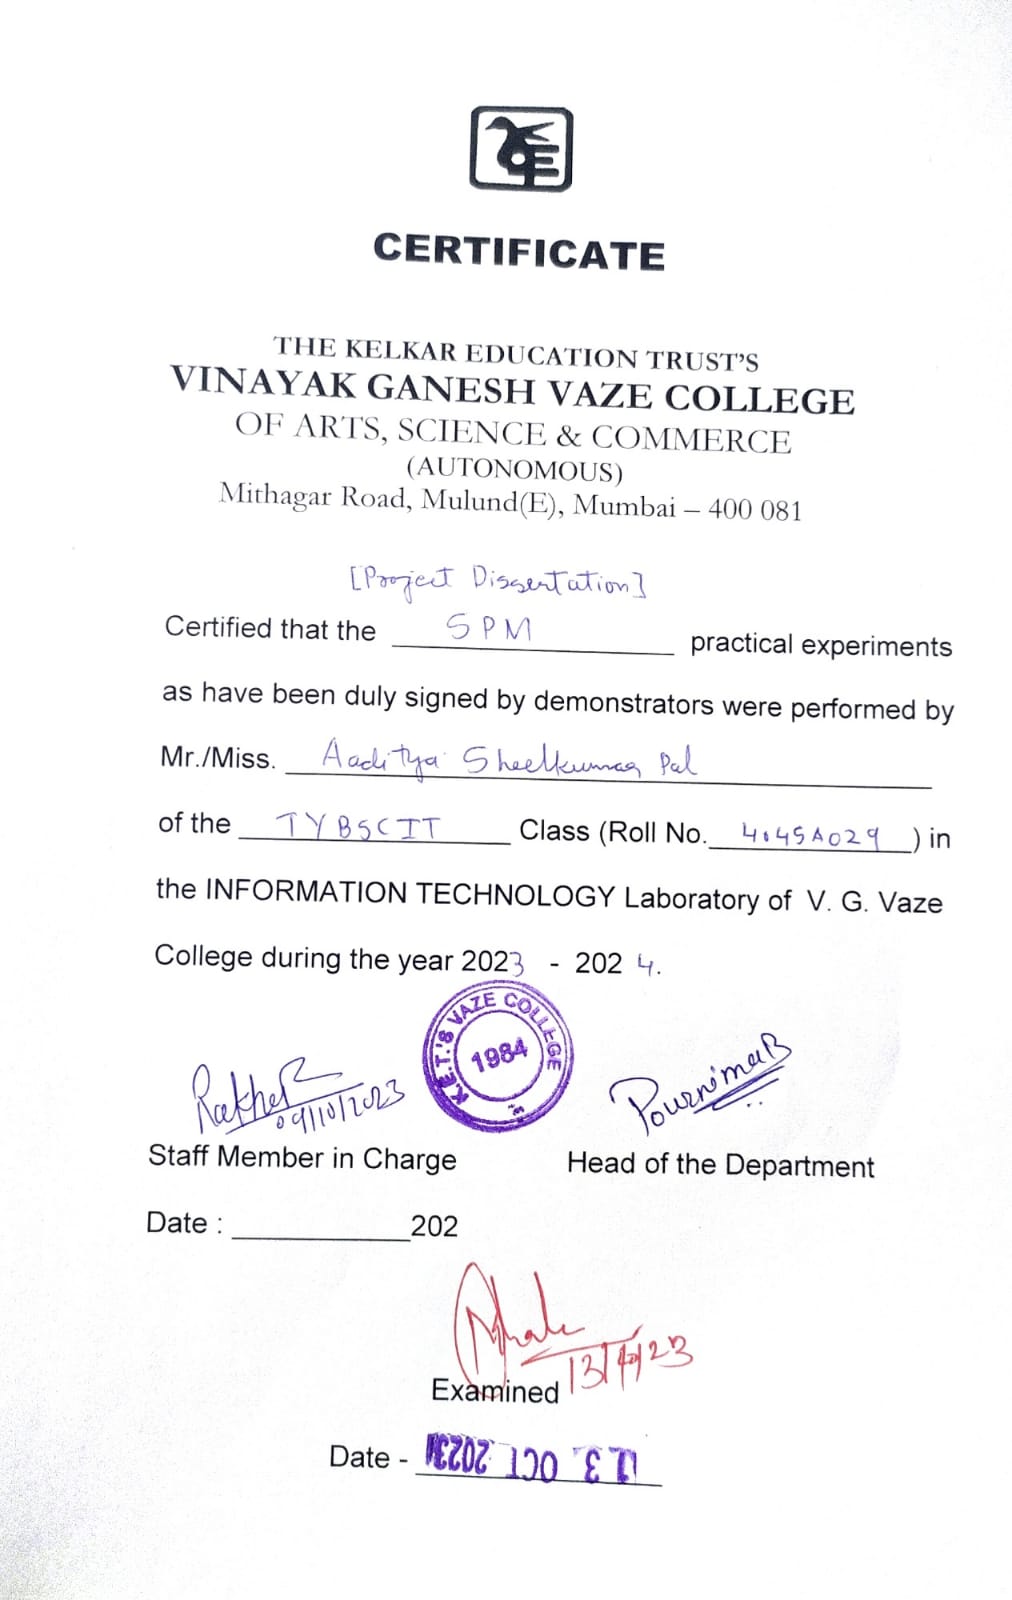 CERTIFICATE
THE KELKAR EDUCATION TRUST'S
VINAYAK GANESH VAZE COLLEGE
OF ARTS, SCIENCE & COMMERCE
(AUTONOMOUS)
Mithagar Road, Mulund(E), Mumbai – 400 081
[Project Dissertation]
Certified that the SPM practical experiments
as have been duly signed by demonstrators were performed by
Mr./Miss. Aaditya Sheelkumar Pal
of the TYBSCIT Class (Roll No. 4045A029 ) in
the INFORMATION TECHNOLOGY Laboratory of V. G. Vaze
College during the year 2023 - 2024.
K.E.T.'S VAZE COLLEGE
1984
09/10/2023
PournimaB
Staff Member in Charge Head of the Department
Date : 202
13/10/23
Examined
Date - 13 OCT 2023